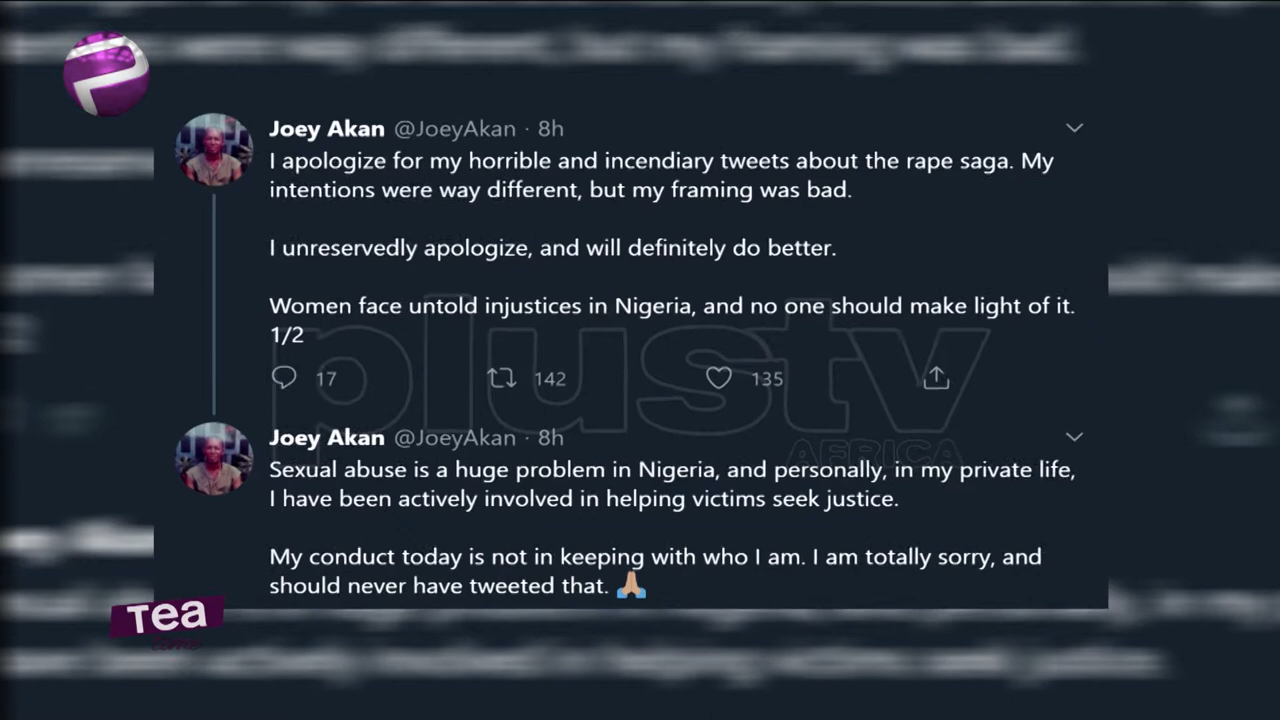 Joey Akan @JoeyAkan · 8h
I apologize for my horrible and incendiary tweets about the rape saga. My
intentions were way different, but my framing was bad.
I unreservedly apologize, and will definitely do better.
Women face untold injustices in Nigeria, and no one should make light of it.
1/2
17 142 135
plustv
AFRICA
Joey Akan @JoeyAkan · 8h
Sexual abuse is a huge problem in Nigeria, and personally, in my private life,
I have been actively involved in helping victims seek justice.
My conduct today is not in keeping with who I am. I am totally sorry, and
should never have tweeted that. 🙏🏼
Tea
time